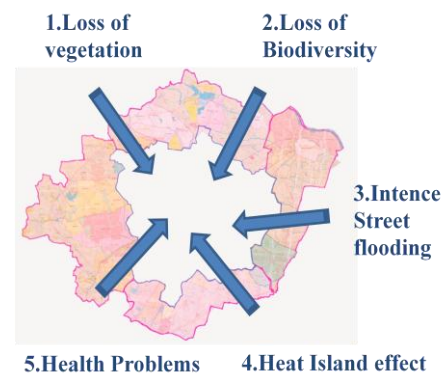 1.Loss of
vegetation
2.Loss of
Biodiversity
3.Intence
Street
flooding
4.Heat Island effect
5.Health Problems